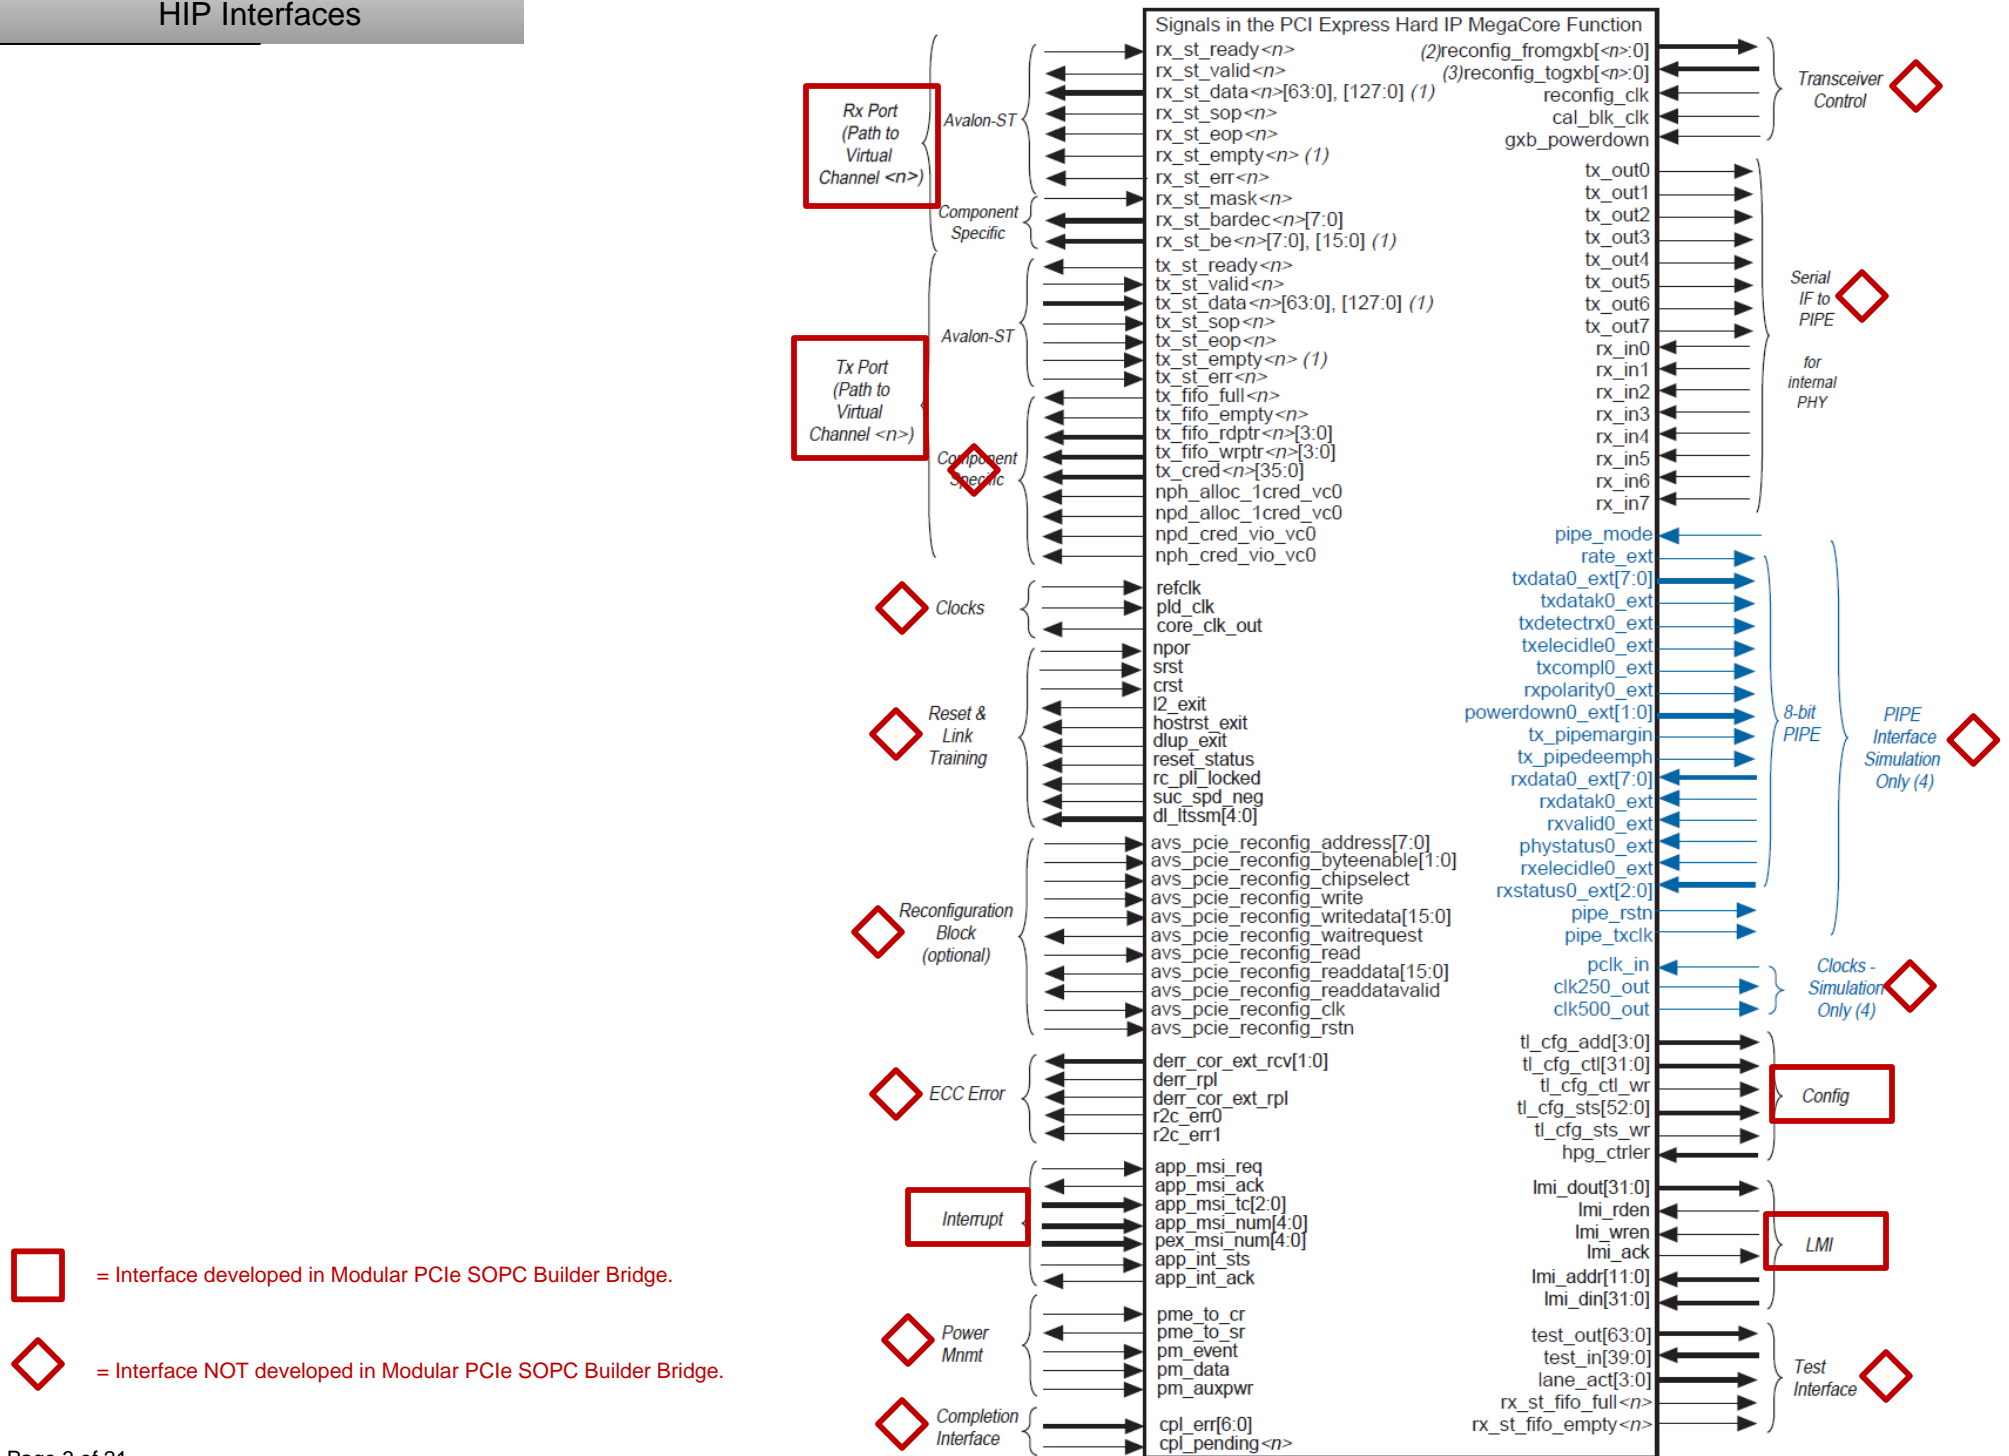 HIP Interfaces
Signals in the PCI Express Hard IP MegaCore Function
Rx Port
(Path to
Virtual
Channel <n>)
Avalon-ST
rx_st_ready<n>
rx_st_valid<n>
rx_st_data<n>[63:0], [127:0] (1)
rx_st_sop<n>
rx_st_eop<n>
rx_st_empty<n> (1)
rx_st_err<n>
Component
Specific
rx_st_mask<n>
rx_st_bardec<n>[7:0]
rx_st_be<n>[7:0], [15:0] (1)
Tx Port
(Path to
Virtual
Channel <n>)
Avalon-ST
tx_st_ready<n>
tx_st_valid<n>
tx_st_data<n>[63:0], [127:0] (1)
tx_st_sop<n>
tx_st_eop<n>
tx_st_empty<n> (1)
tx_st_err<n>
Component
Specific
tx_fifo_full<n>
tx_fifo_empty<n>
tx_fifo_rdptr<n>[3:0]
tx_fifo_wrptr<n>[3:0]
tx_cred<n>[35:0]
nph_alloc_1cred_vc0
npd_alloc_1cred_vc0
npd_cred_vio_vc0
nph_cred_vio_vc0
Clocks
refclk
pld_clk
core_clk_out
Reset &
Link
Training
npor
srst
crst
l2_exit
hostrst_exit
dlup_exit
reset_status
rc_pll_locked
suc_spd_neg
dl_ltssm[4:0]
Reconfiguration
Block
(optional)
avs_pcie_reconfig_address[7:0]
avs_pcie_reconfig_byteenable[1:0]
avs_pcie_reconfig_chipselect
avs_pcie_reconfig_write
avs_pcie_reconfig_writedata[15:0]
avs_pcie_reconfig_waitrequest
avs_pcie_reconfig_read
avs_pcie_reconfig_readdata[15:0]
avs_pcie_reconfig_readdatavalid
avs_pcie_reconfig_clk
avs_pcie_reconfig_rstn
ECC Error
derr_cor_ext_rcv[1:0]
derr_rpl
derr_cor_ext_rpl
r2c_err0
r2c_err1
Interrupt
app_msi_req
app_msi_ack
app_msi_tc[2:0]
app_msi_num[4:0]
pex_msi_num[4:0]
app_int_sts
app_int_ack
Power
Mnmt
pme_to_cr
pme_to_sr
pm_event
pm_data
pm_auxpwr
Completion
Interface
cpl_err[6:0]
cpl_pending<n>
(2)reconfig_fromgxb[<n>:0]
(3)reconfig_togxb[<n>:0]
reconfig_clk
cal_blk_clk
gxb_powerdown
Transceiver
Control
tx_out0
tx_out1
tx_out2
tx_out3
tx_out4
tx_out5
tx_out6
tx_out7
rx_in0
rx_in1
rx_in2
rx_in3
rx_in4
rx_in5
rx_in6
rx_in7
Serial
IF to
PIPE
for
internal
PHY
pipe_mode
rate_ext
txdata0_ext[7:0]
txdatak0_ext
txdetectrx0_ext
txelecidle0_ext
txcompl0_ext
rxpolarity0_ext
powerdown0_ext[1:0]
tx_pipemargin
tx_pipedeemph
rxdata0_ext[7:0]
rxdatak0_ext
rxvalid0_ext
phystatus0_ext
rxelecidle0_ext
rxstatus0_ext[2:0]
pipe_rstn
pipe_txclk
8-bit
PIPE
PIPE
Interface
Simulation
Only (4)
pclk_in
clk250_out
clk500_out
Clocks -
Simulation
Only (4)
tl_cfg_add[3:0]
tl_cfg_ctl[31:0]
tl_cfg_ctl_wr
tl_cfg_sts[52:0]
tl_cfg_sts_wr
hpg_ctrler
Config
lmi_dout[31:0]
lmi_rden
lmi_wren
lmi_ack
lmi_addr[11:0]
lmi_din[31:0]
LMI
test_out[63:0]
test_in[39:0]
lane_act[3:0]
rx_st_fifo_full<n>
rx_st_fifo_empty<n>
Test
Interface
= Interface developed in Modular PCIe SOPC Builder Bridge.
= Interface NOT developed in Modular PCIe SOPC Builder Bridge.